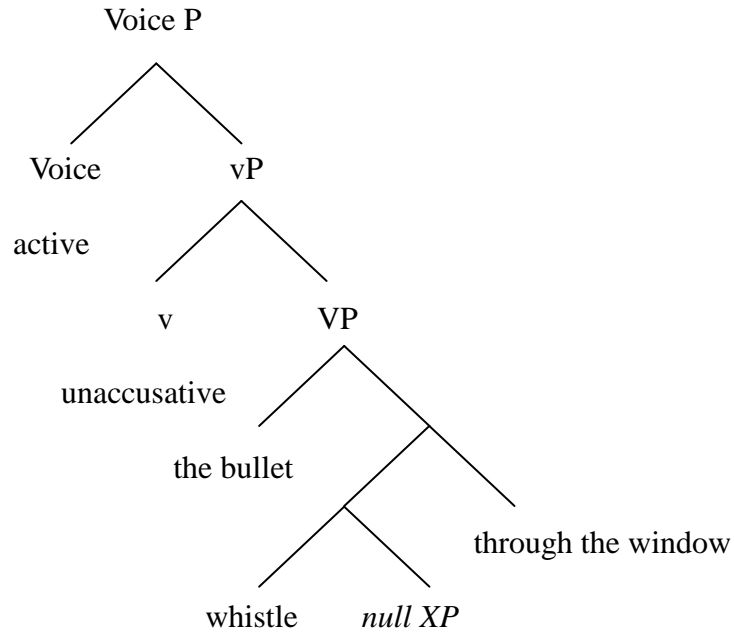 Voice P
Voice vP
active
v VP
unaccusative
the bullet
through the window
whistle null XP